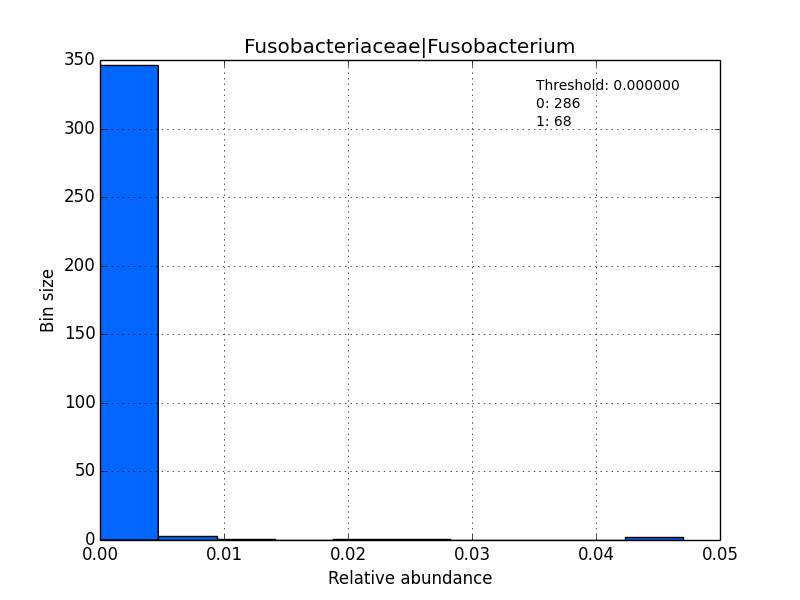 Fusobacteriaceae|Fusobacterium
350
300
250
200
150
100
50
0
Bin size
Threshold: 0.000000
0: 286
1: 68
0.00 0.01 0.02 0.03 0.04 0.05
Relative abundance